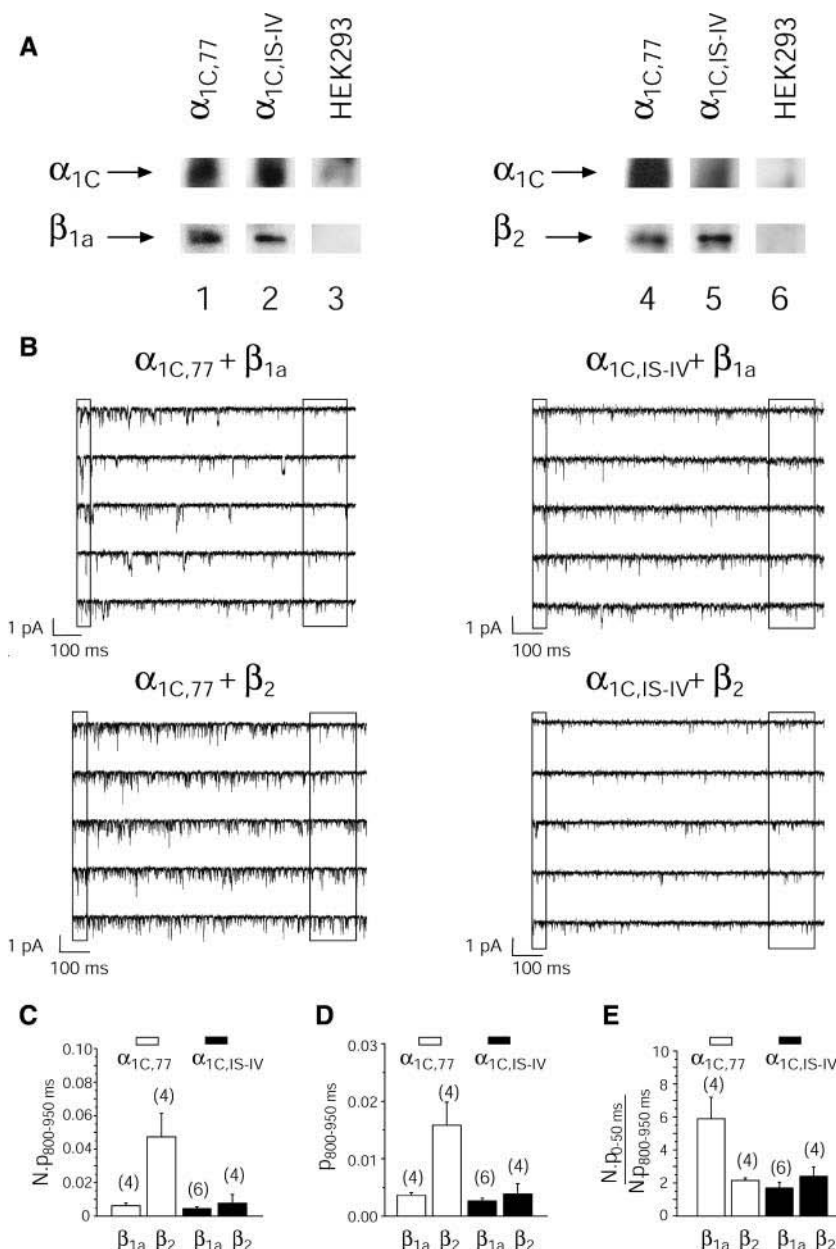 A
α1C,77
α1C,IS-IV
HEK293
α1C,77
α1C,IS-IV
HEK293
α1C
α1C
β1a
β2
1 2 3 4 5 6
B
α1C,77 + β1a
α1C,IS-IV + β1a
1 pA
100 ms
1 pA
100 ms
α1C,77 + β2
α1C,IS-IV + β2
1 pA
100 ms
1 pA
100 ms
C
α1C,77
α1C,IS-IV
N.p800-950 ms
0.10
0.08
0.06
0.04
0.02
0
(4)
(4)
(6)
(4)
β1a β2 β1a β2
D
α1C,77
α1C,IS-IV
p800-950 ms
0.03
0.02
0.01
0.00
(4)
(4)
(6)
(4)
β1a β2 β1a β2
E
α1C,77
α1C,IS-IV
N.p0-50 ms
N.p800-950 ms
10
8
6
4
2
0
(4)
(4)
(6)
(4)
β1a β2 β1a β2